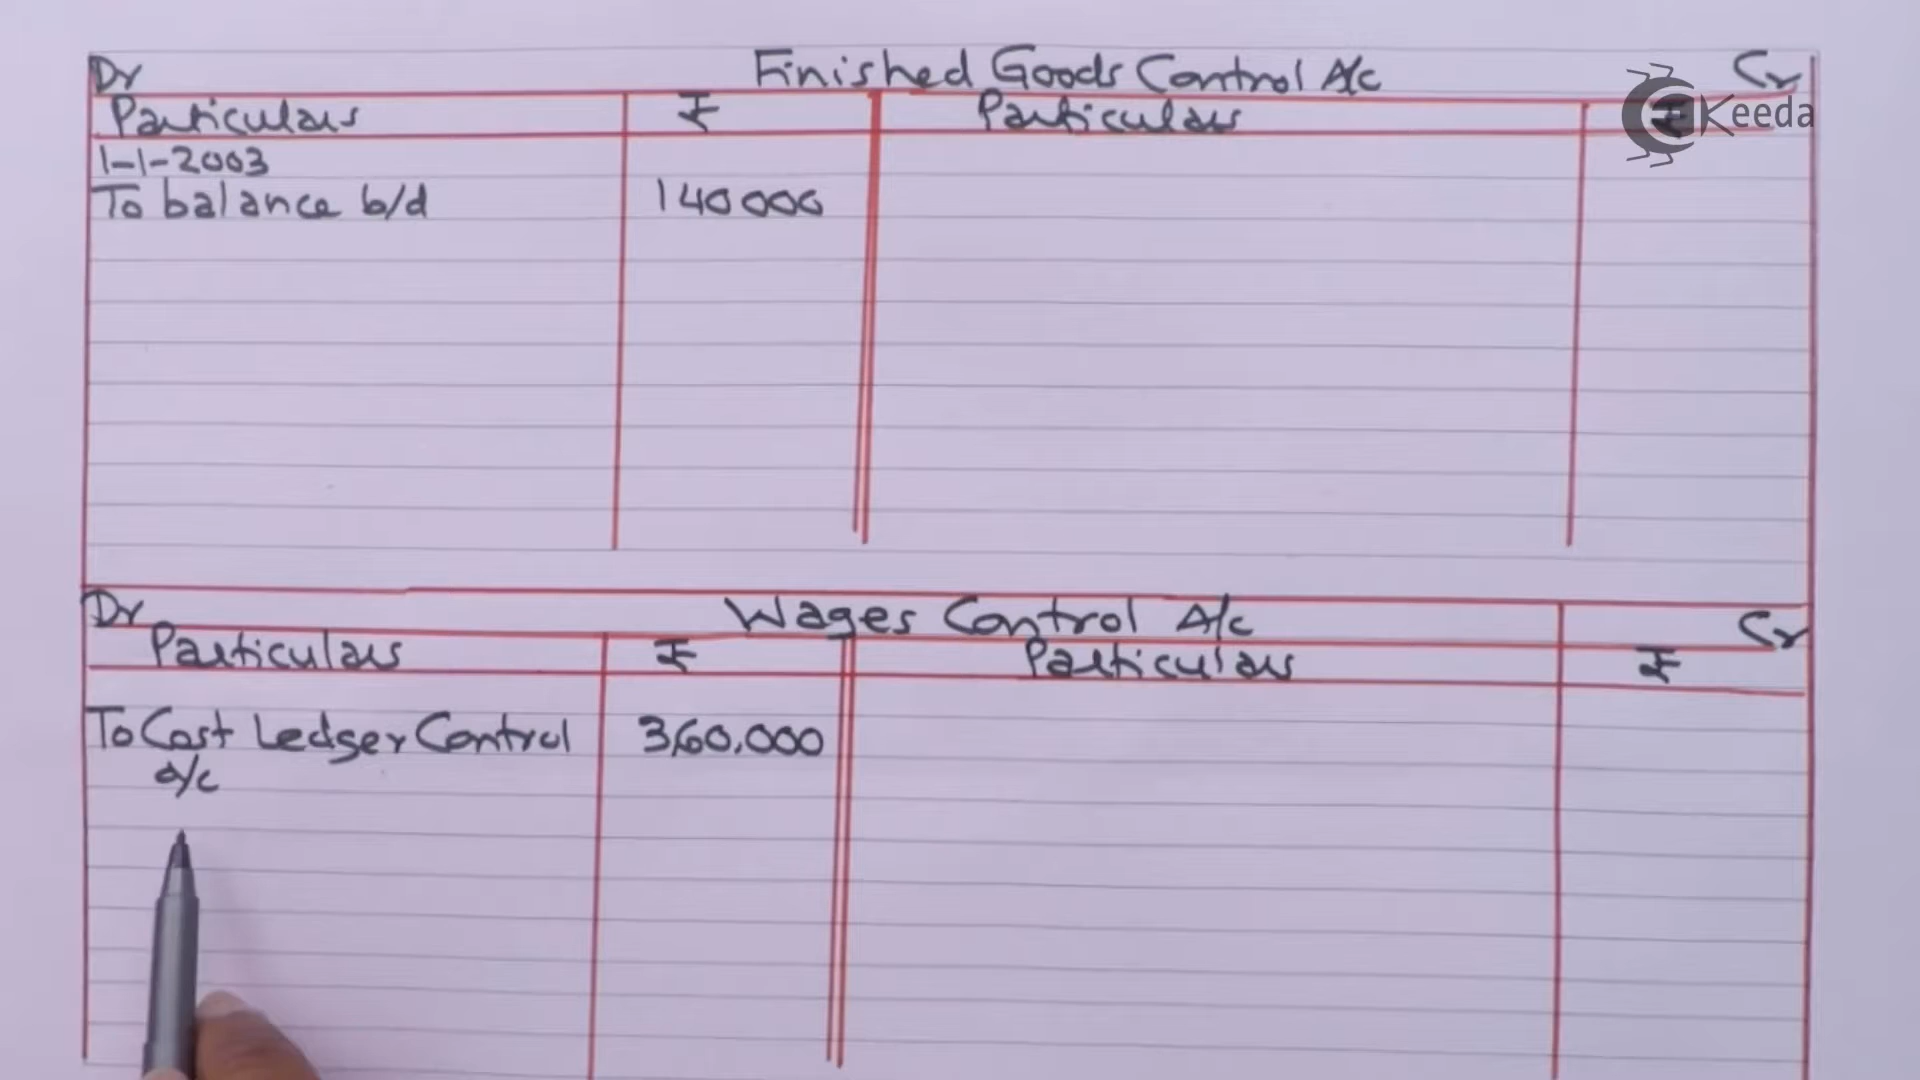 Dr Finished Goods Control A/c Cr
Particulars ₹ Particulars ₹
Keeda
1-1-2003
To balance b/d 140000
Dr Wages Control A/c Cr
Particulars ₹ Particulars ₹
To Cost Ledger Control 3,60,000
a/c